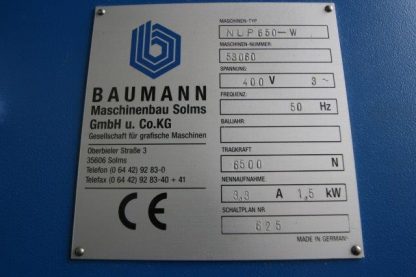 BAUMANN
Maschinenbau Solms
GmbH u. Co.KG
Gesellschaft für grafische Maschinen
Oberbieler Straße 3
35606 Solms
Telefon (0 64 42) 92 83-0
Telefax (0 64 42) 92 83-40 + 41
CE
MASCHINEN-TYP
NUP 650-W
MASCHINEN-NUMMER:
53060
SPANNUNG:
400 V 3~
FREQUENZ:
50 Hz
BAUJAHR:
TRAGKRAFT
6500 N
NENNAUFNAHME
3,3 A 1,5 kW
SCHALTPLAN NR
625
MADE IN GERMANY